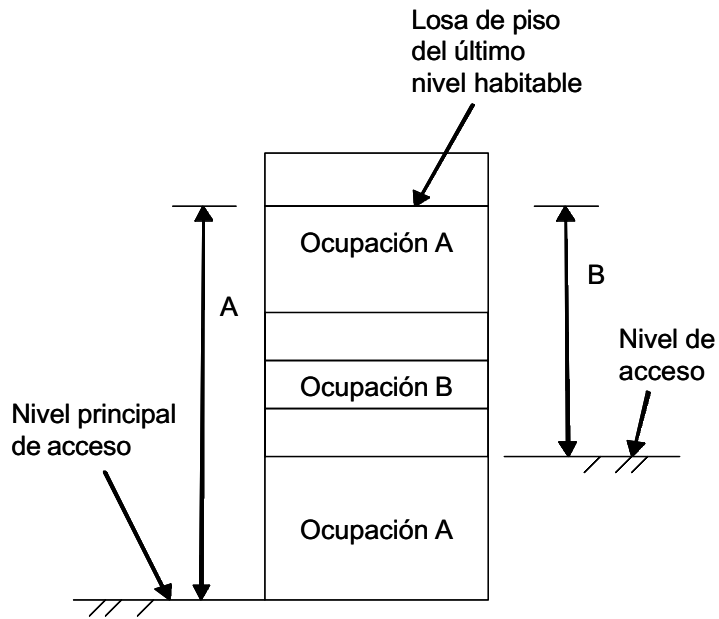 Losa de piso
del último
nivel habitable
Ocupación A
A
B
Nivel de
acceso
Ocupación B
Nivel principal
de acceso
Ocupación A